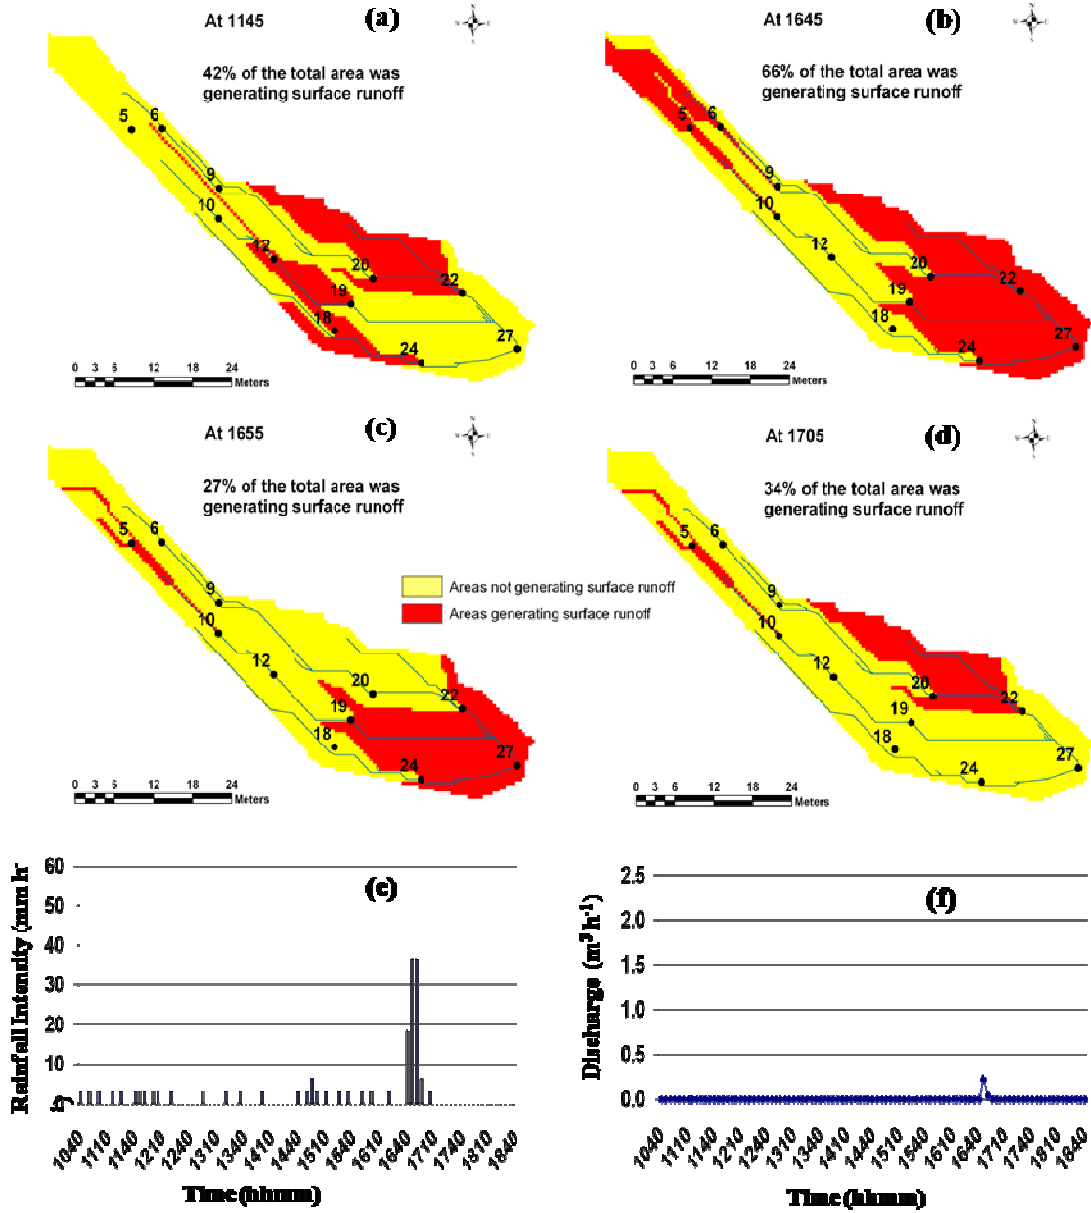 At 1145 (a)
42% of the total area was
generating surface runoff
5 6
9
10
12
20
22
19
18
24
27
0 3 6 12 18 24
Meters
At 1645 (b)
66% of the total area was
generating surface runoff
5 6
9
10
12
20
22
19
18
24
27
0 3 6 12 18 24
Meters
At 1655 (c)
27% of the total area was
generating surface runoff
5 6
9
10
12
20
22
19
18
24
27
0 3 6 12 18 24
Meters
At 1705 (d)
34% of the total area was
generating surface runoff
5 6
9
10
12
20
22
19
18
24
27
0 3 6 12 18 24
Meters
Areas not generating surface runoff
Areas generating surface runoff
(e)
Rainfall Intensity (mm h
60
50
40
30
20
10
0
1040 1110 1140 1210 1240 1310 1340 1410 1440 1510 1540 1610 1640 1710 1740 1810 1840
Time (hhmm)
(f)
Discharge (m³ h⁻¹)
2.5
2.0
1.5
1.0
0.5
0.0
1040 1110 1140 1210 1240 1310 1340 1410 1440 1510 1540 1610 1640 1710 1740 1810 1840
Time (hhmm)